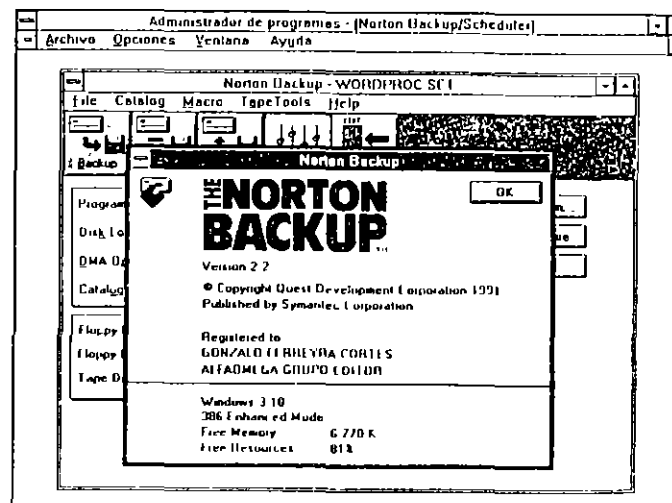 Administrador de programas - [Norton Backup/Scheduler]
Archivo Opciones Ventana Ayuda
Norton Backup - WORDPROC.SET
File Catalog Macro TapeTools Help
Backup
Norton Backup
Program
Disk Lo
DMA Op
Catalog
Floppy
Floppy
Tape D
OK
THE NORTON
BACKUP
Version 2.2
© Copyright Quest Development Corporation 1991
Published by Symantec Corporation
Registered to
GONZALO FERREYRA CORTES
ALFAOMEGA GRUPO EDITOR
Windows 3.10
386 Enhanced Mode
Free Memory 6 770 K
Free Resources 81%